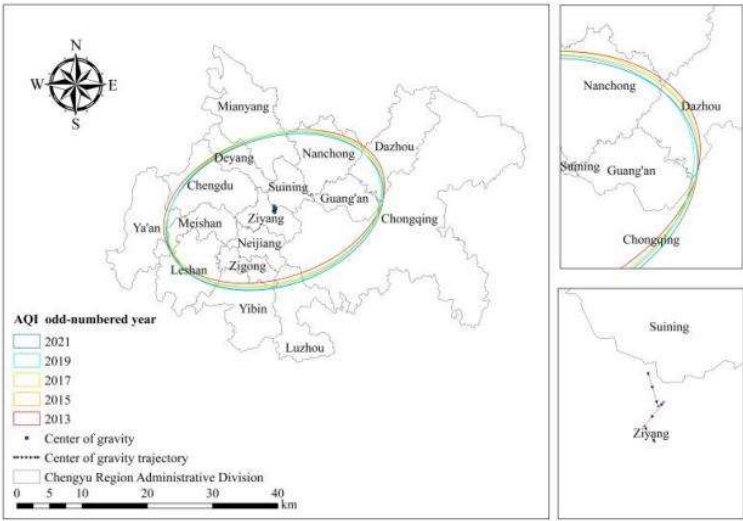 N
W
E
S
Mianyang
Deyang
Nanchong
Dazhou
Chengdu
Suining
Guang'an
Ya'an
Meishan
Ziyang
Chongqing
Neijiang
Leshan
Zigong
Yibin
Luzhou
AQI odd-numbered year
2021
2019
2017
2015
2013
Center of gravity
Center of gravity trajectory
Chengyu Region Administrative Division
0 5 10 20 30 40
km
Nanchong
Dazhou
Suining
Guang'an
Chongqing
Suining
Ziyang